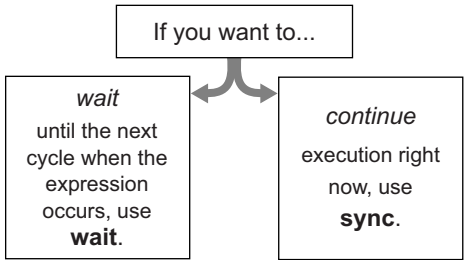 If you want to...
wait
until the next
cycle when the
expression
occurs, use
wait.
continue
execution right
now, use
sync.